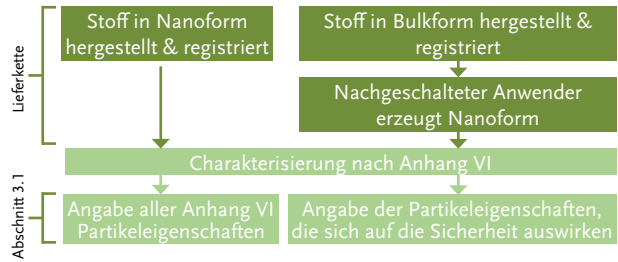 Lieferkette
Stoff in Nanoform
hergestellt & registriert
Stoff in Bulkform hergestellt &
registriert
Nachgeschalteter Anwender
erzeugt Nanoform
Charakterisierung nach Anhang VI
Abschnitt 3.1
Angabe aller Anhang VI
Partikeleigenschaften
Angabe der Partikeleigenschaften,
die sich auf die Sicherheit auswirken